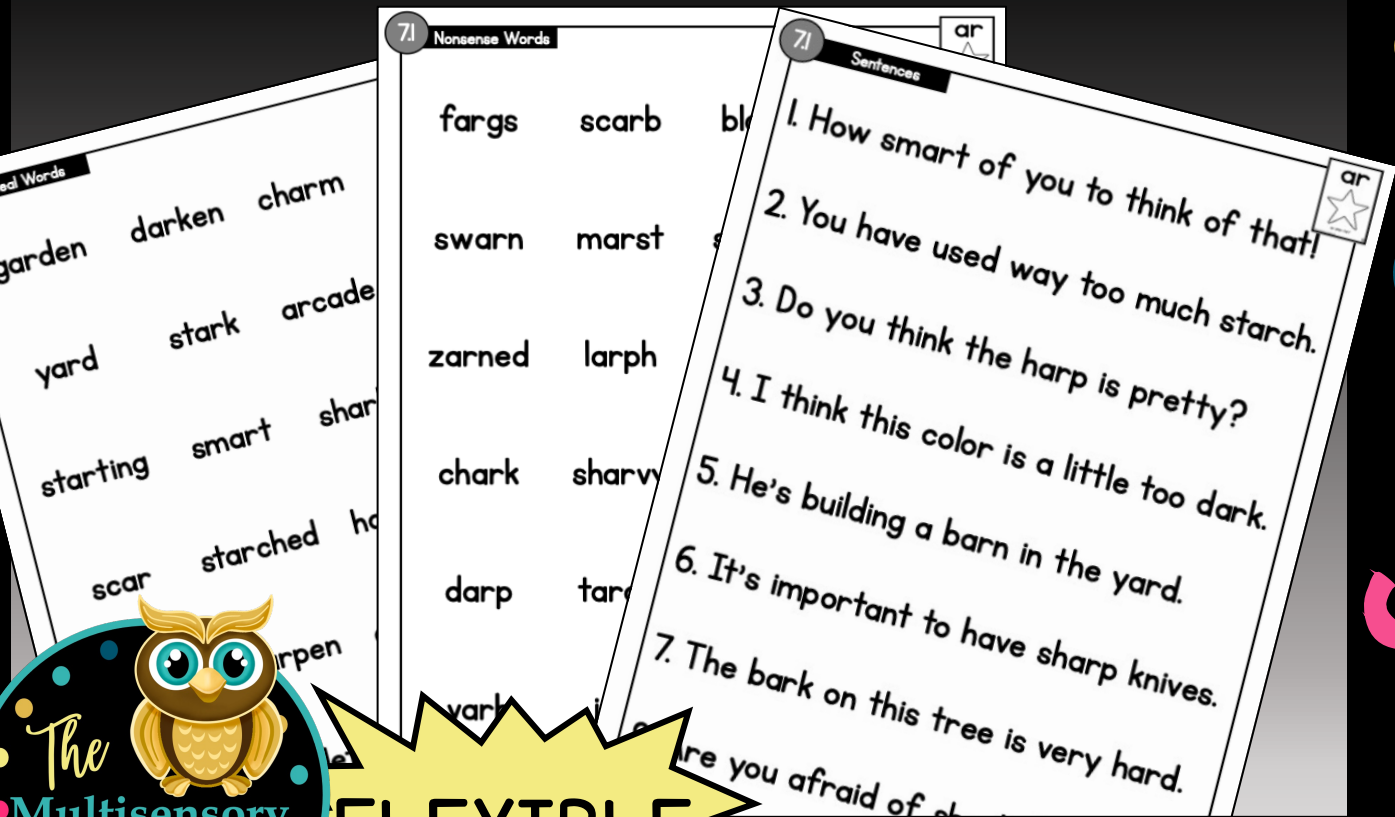 garden darken charm
yard stark arcade
starting smart
scar starched
7.1 Nonsense Words ar
fargs scarb
swarn marst
zarned larph
chark
darp
7.1 Sentences ar
1. How smart of you to think of that!
2. You have used way too much starch.
3. Do you think the harp is pretty?
4. I think this color is a little too dark.
5. He's building a barn in the yard.
6. It's important to have sharp knives.
7. The bark on this tree is very hard.
you afraid of
The
Multisensory
FLEXIBLE